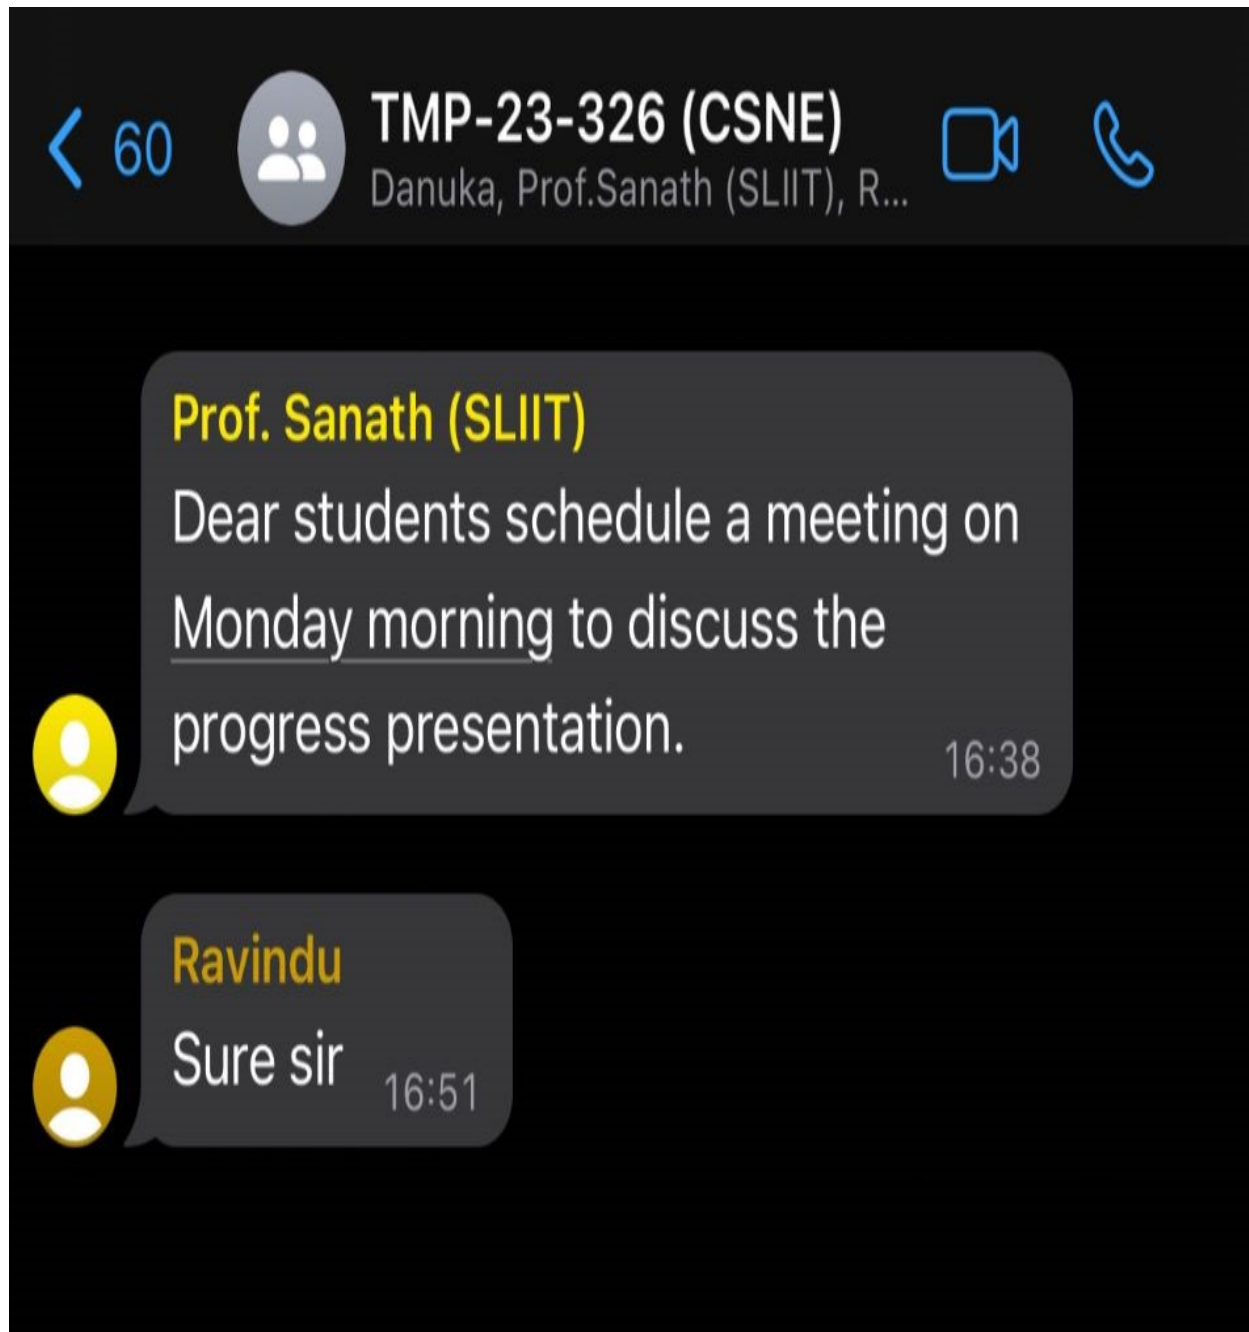 60
TMP-23-326 (CSNE)
Danuka, Prof.Sanath (SLIIT), R...
Prof. Sanath (SLIIT)
Dear students schedule a meeting on
Monday morning to discuss the
progress presentation.
16:38
Ravindu
Sure sir
16:51